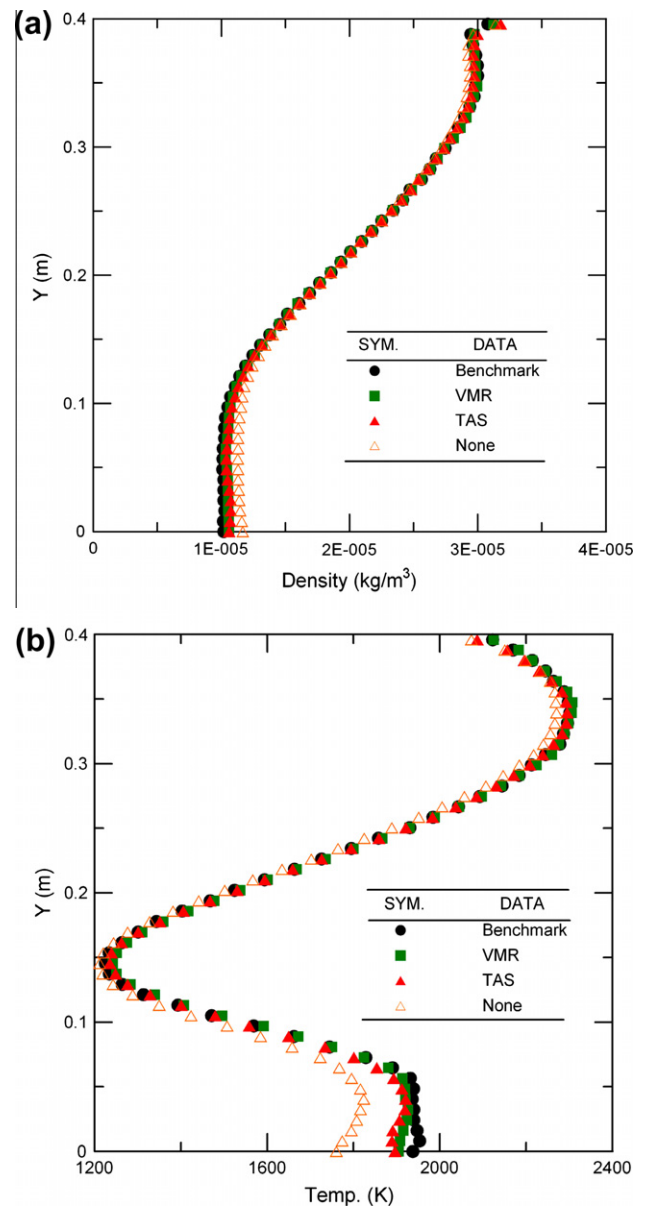 (a)
0.4
0.3
0.2
0.1
0
Y (m)
SYM. DATA
Benchmark
VMR
TAS
None
0 1E-005 2E-005 3E-005 4E-005
Density (kg/m³)
(b)
0.4
0.3
0.2
0.1
0
Y (m)
SYM. DATA
Benchmark
VMR
TAS
None
1200 1600 2000 2400
Temp. (K)